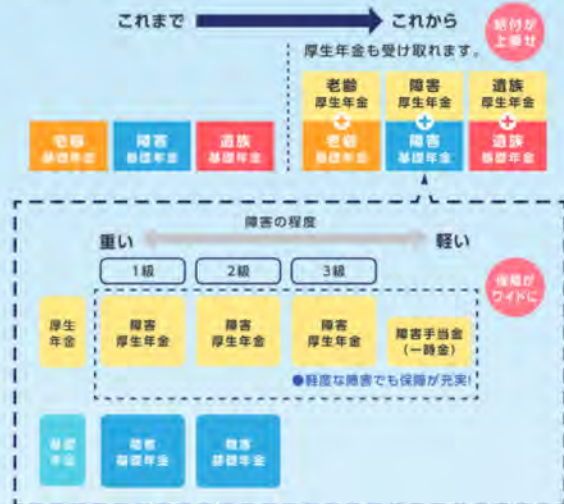 これまで
これから
給付が
上乗せ
厚生年金も受け取れます。
老齢
厚生年金
障害
厚生年金
遺族
厚生年金
老齢
基礎年金
障害
基礎年金
遺族
基礎年金
老齢
基礎年金
障害
基礎年金
遺族
基礎年金
障害の程度
重い
軽い
1級
2級
3級
保障が
ワイドに
厚生
年金
障害
厚生年金
障害
厚生年金
障害
厚生年金
障害手当金
(一時金)
●軽度な障害でも保障が充実!
基礎
年金
障害
基礎年金
障害
基礎年金